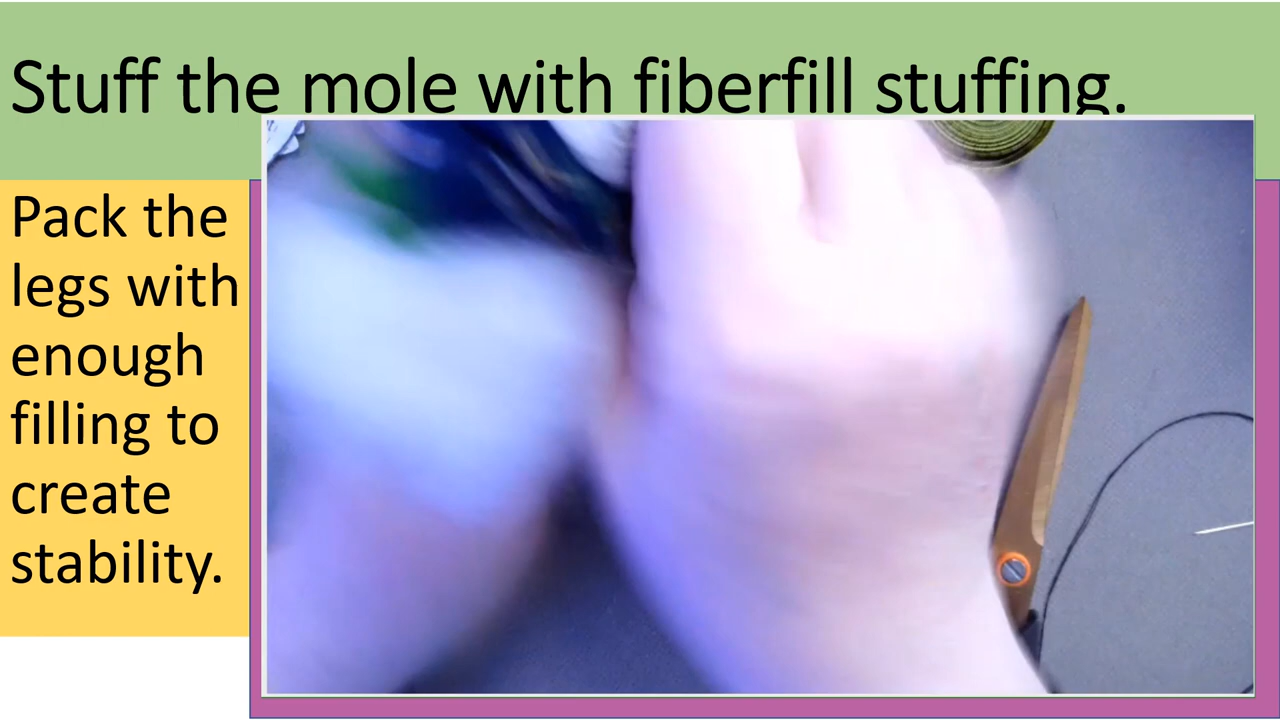 Stuff the mole with fiberfill stuffing.
Pack the
legs with
enough
filling to
create
stability.